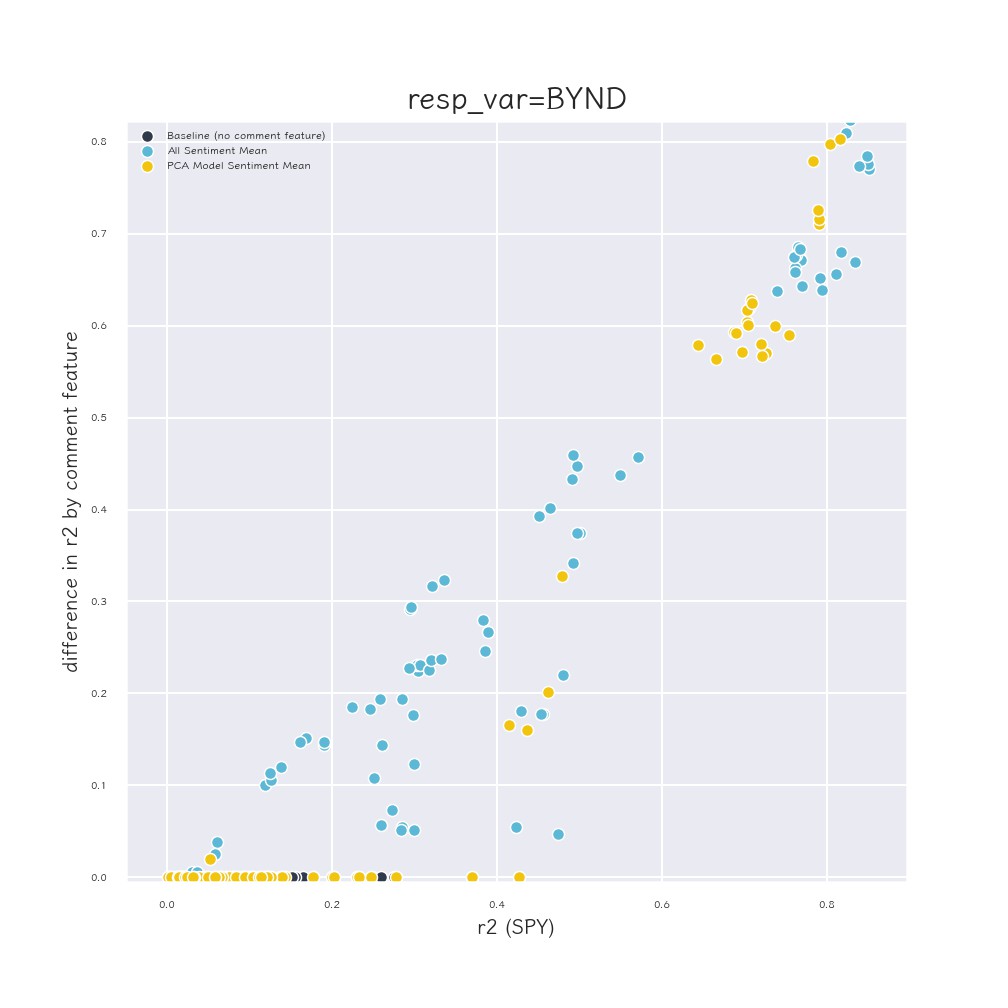 resp_var=BYND
Baseline (no comment feature)
All Sentiment Mean
PCA Model Sentiment Mean
difference in r2 by comment feature
0.8
0.7
0.6
0.5
0.4
0.3
0.2
0.1
0.0
0.0 0.2 0.4 0.6 0.8
r2 (SPY)